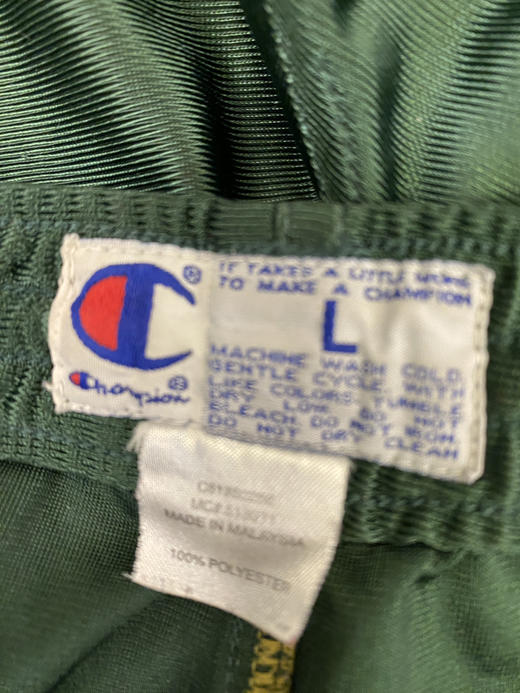 IT TAKES A LITTLE MORE
TO MAKE A CHAMPION
L
MACHINE WASH COLD,
GENTLE CYCLE, WITH
LIKE COLORS. TUMBLE
DRY LOW. DO NOT
BLEACH. DO NOT IRON.
DO NOT DRY CLEAN
Champion®
MADE IN MALAYSIA
100% POLYESTER